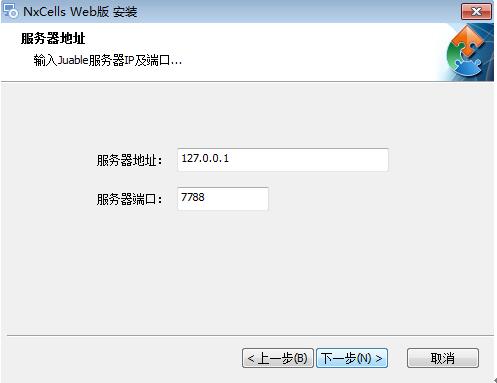 NxCells Web版 安装
服务器地址
输入Juable服务器IP及端口...
服务器地址： 127.0.0.1
服务器端口： 7788
< 上一步(B) 下一步(N) > 取消